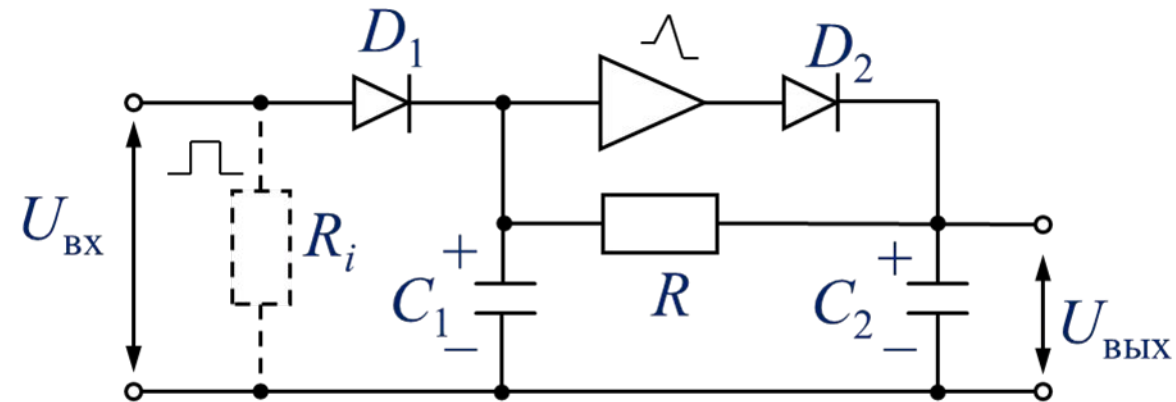 D₁
D₂
Uвх
Rᵢ
+
C₁
−
R
+
C₂
−
Uвых